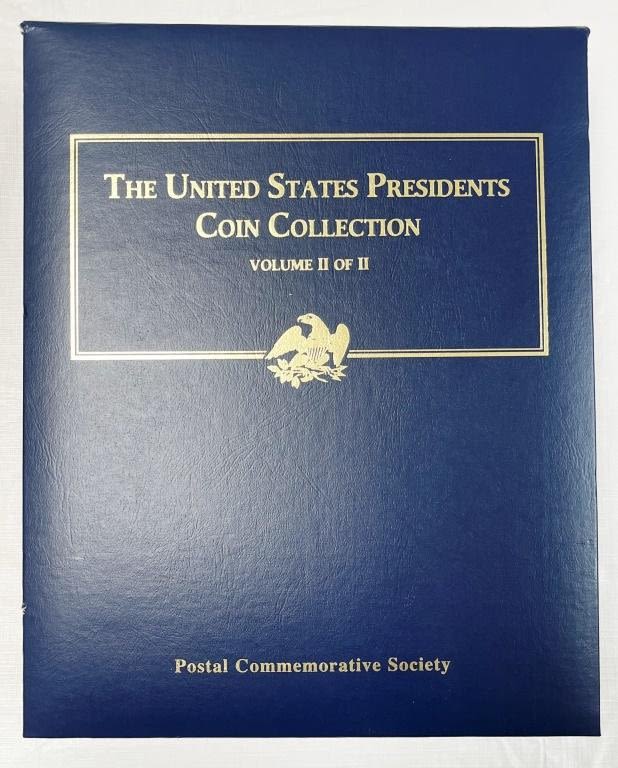 THE UNITED STATES PRESIDENTS
COIN COLLECTION
VOLUME II OF II
Postal Commemorative Society